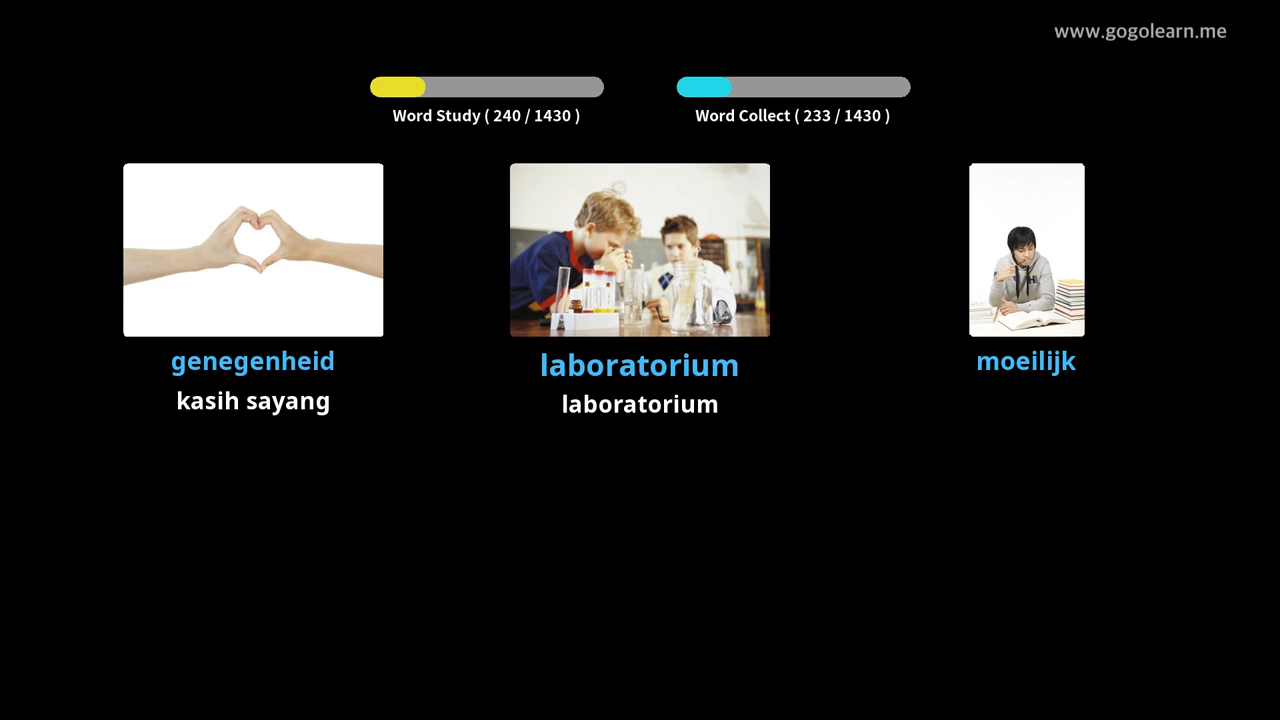 www.gogolearn.me
Word Study ( 240 / 1430 )
Word Collect ( 233 / 1430 )
genegenheid
kasih sayang
laboratorium
laboratorium
moeilijk